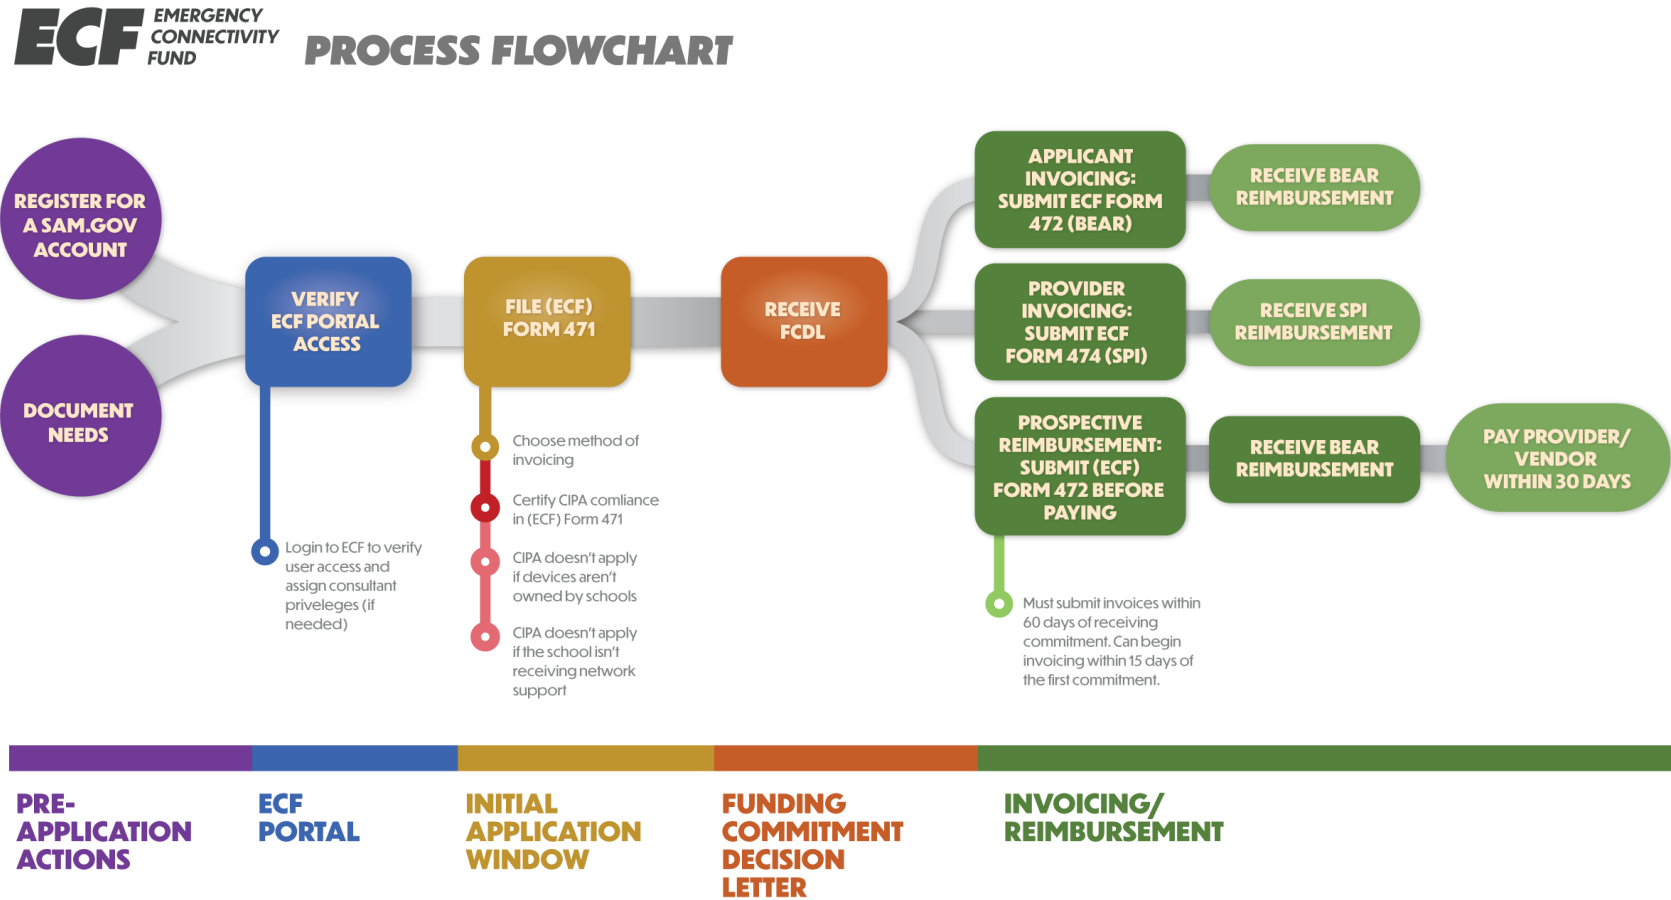 ECF EMERGENCY
CONNECTIVITY
FUND
PROCESS FLOWCHART
REGISTER FOR
A SAM.GOV
ACCOUNT
DOCUMENT
NEEDS
VERIFY
ECF PORTAL
ACCESS
Login to ECF to verify
user access and
assign consultant
priveleges (if
needed)
FILE (ECF)
FORM 471
Choose method of
invoicing
Certify CIPA comliance
in (ECF) Form 471
CIPA doesn't apply
if devices aren't
owned by schools
CIPA doesn't apply
if the school isn't
receiving network
support
RECEIVE
FCDL
APPLICANT
INVOICING:
SUBMIT ECF FORM
472 (BEAR)
RECEIVE BEAR
REIMBURSEMENT
PROVIDER
INVOICING:
SUBMIT ECF
FORM 474 (SPI)
RECEIVE SPI
REIMBURSEMENT
PROSPECTIVE
REIMBURSEMENT:
SUBMIT (ECF)
FORM 472 BEFORE
PAYING
RECEIVE BEAR
REIMBURSEMENT
PAY PROVIDER/
VENDOR
WITHIN 30 DAYS
Must submit invoices within
60 days of receiving
commitment. Can begin
invoicing within 15 days of
the first commitment.
PRE-
APPLICATION
ACTIONS
ECF
PORTAL
INITIAL
APPLICATION
WINDOW
FUNDING
COMMITMENT
DECISION
LETTER
INVOICING/
REIMBURSEMENT